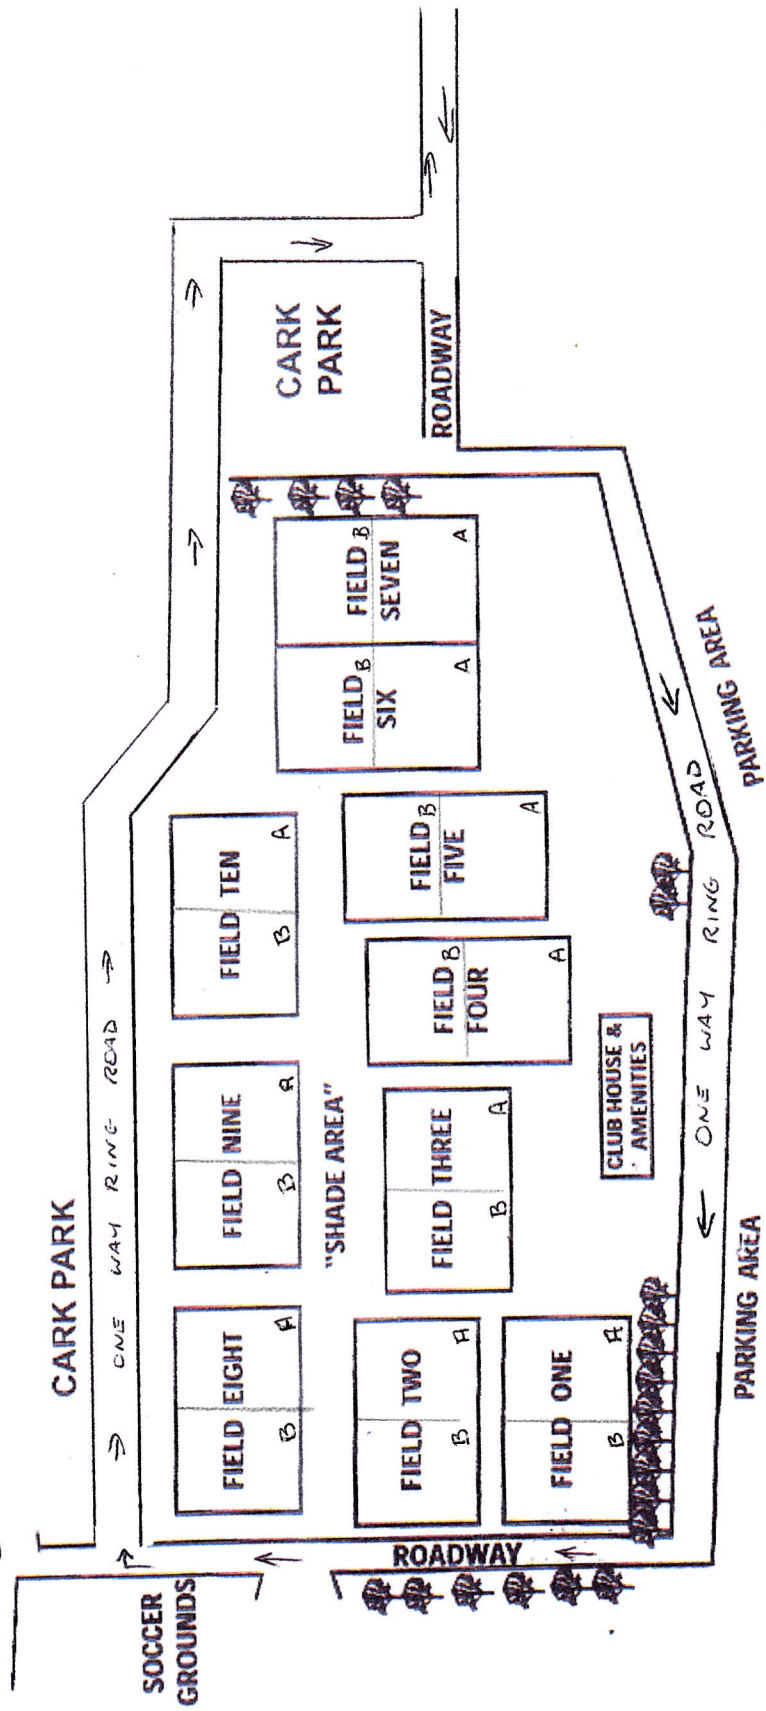 CARK PARK
→ ONE WAY RING ROAD →
CARK
PARK
ROADWAY
SOCCER
GROUNDS
FIELD EIGHT
B
A
FIELD NINE
B
A
FIELD TEN
B
A
"SHADE AREA"
FIELD B
SIX
A
FIELD B
SEVEN
A
FIELD TWO
B
A
FIELD THREE
B
A
FIELD B
FOUR
A
FIELD B
FIVE
A
FIELD ONE
B
A
ROADWAY
CLUB HOUSE &
AMENITIES
← ONE WAY RING ROAD
PARKING AREA
PARKING AREA